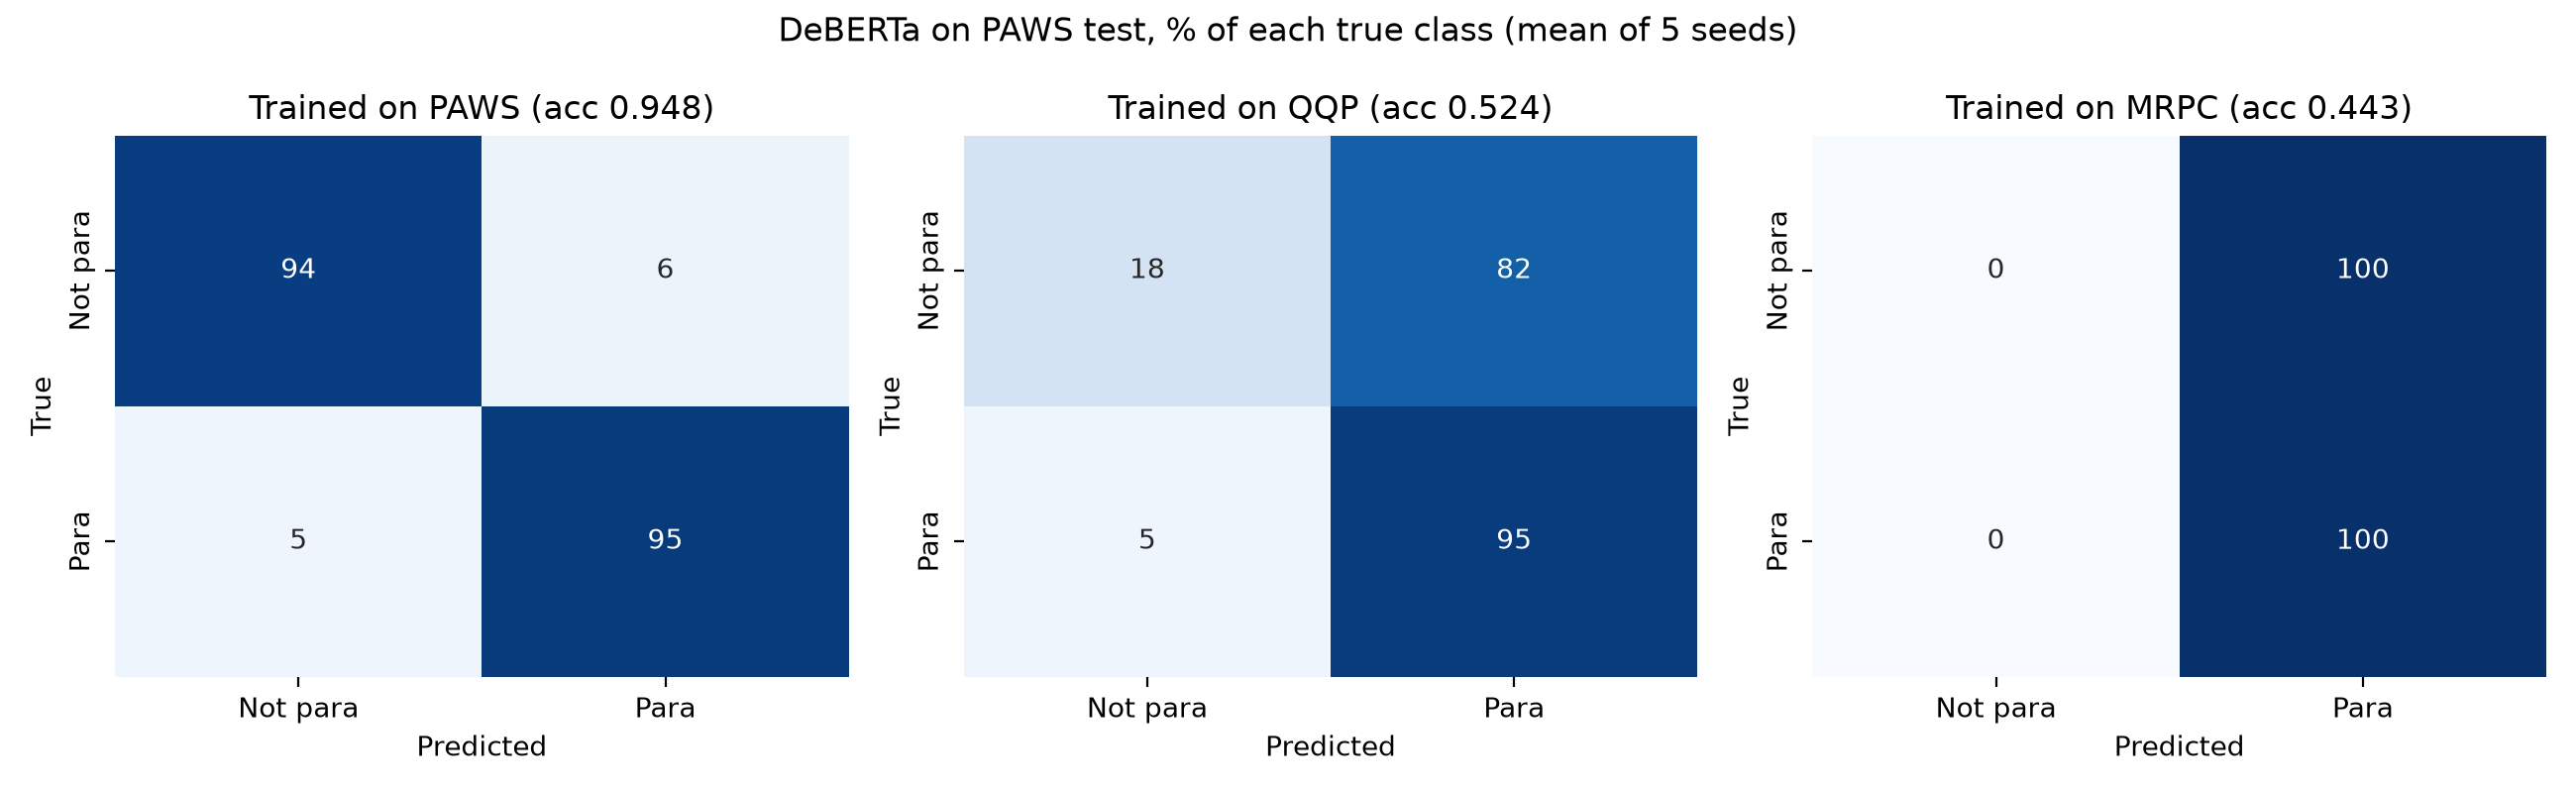 DeBERTa on PAWS test, % of each true class (mean of 5 seeds)
Trained on PAWS (acc 0.948)
True
Not para
Para
94
6
5
95
Not para
Para
Predicted
Trained on QQP (acc 0.524)
True
Not para
Para
18
82
5
95
Not para
Para
Predicted
Trained on MRPC (acc 0.443)
True
Not para
Para
0
100
0
100
Not para
Para
Predicted